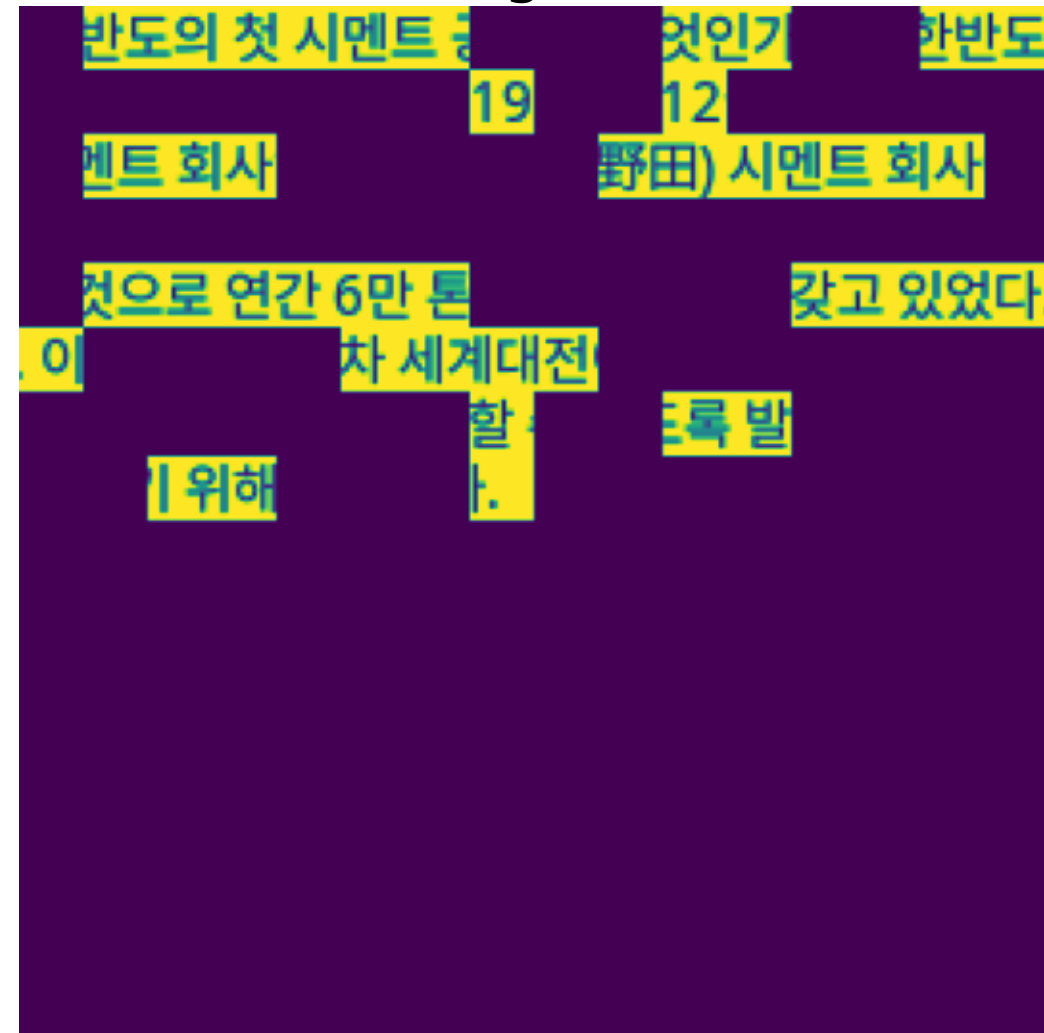 반도의 첫 시멘트 엇인가 한반도
19 12
멘트 회사 野田) 시멘트 회사
것으로 연간 6만 톤 갖고 있었다.
. 이 차 세계대전
할 록 발
위해 .